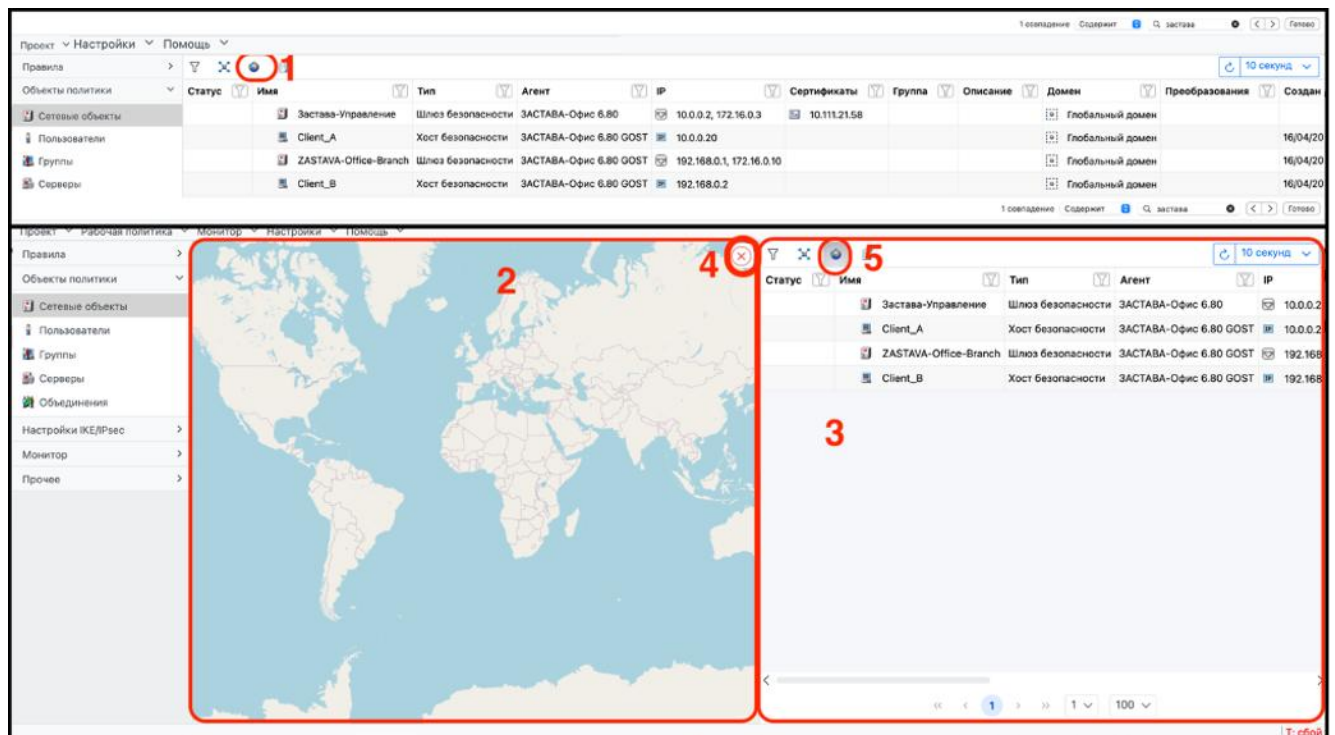 1 совпадение Содержит застава Готово
Проект Настройки Помощь
Правила 1 10 секунд
Объекты политики Статус Имя Тип Агент IP Сертификаты Группа Описание Домен Преобразования Создан
Сетевые объекты Застава-Управление Шлюз безопасности ЗАСТАВА-Офис 6.80 10.0.0.2, 172.16.0.3 10.111.21.58 Глобальный домен
Пользователи Client_A Хост безопасности ЗАСТАВА-Офис 6.80 GOST 10.0.0.20 Глобальный домен 16/04/20
Группы ZASTAVA-Office-Branch Шлюз безопасности ЗАСТАВА-Офис 6.80 GOST 192.168.0.1, 172.16.0.10 Глобальный домен 16/04/20
Серверы Client_B Хост безопасности ЗАСТАВА-Офис 6.80 GOST 192.168.0.2 Глобальный домен 16/04/20
1 совпадение Содержит застава Готово
Проект Рабочая политика Монитор Настройки Помощь
Правила 4 5 10 секунд
Объекты политики 2 Статус Имя Тип Агент IP
Сетевые объекты Застава-Управление Шлюз безопасности ЗАСТАВА-Офис 6.80 10.0.0.2
Пользователи Client_A Хост безопасности ЗАСТАВА-Офис 6.80 GOST 10.0.0.2
Группы ZASTAVA-Office-Branch Шлюз безопасности ЗАСТАВА-Офис 6.80 GOST 192.168
Серверы Client_B Хост безопасности ЗАСТАВА-Офис 6.80 GOST 192.168
Объединения
Настройки IKE/IPsec 3
Монитор
Прочее
1 1 100
Т: сбой